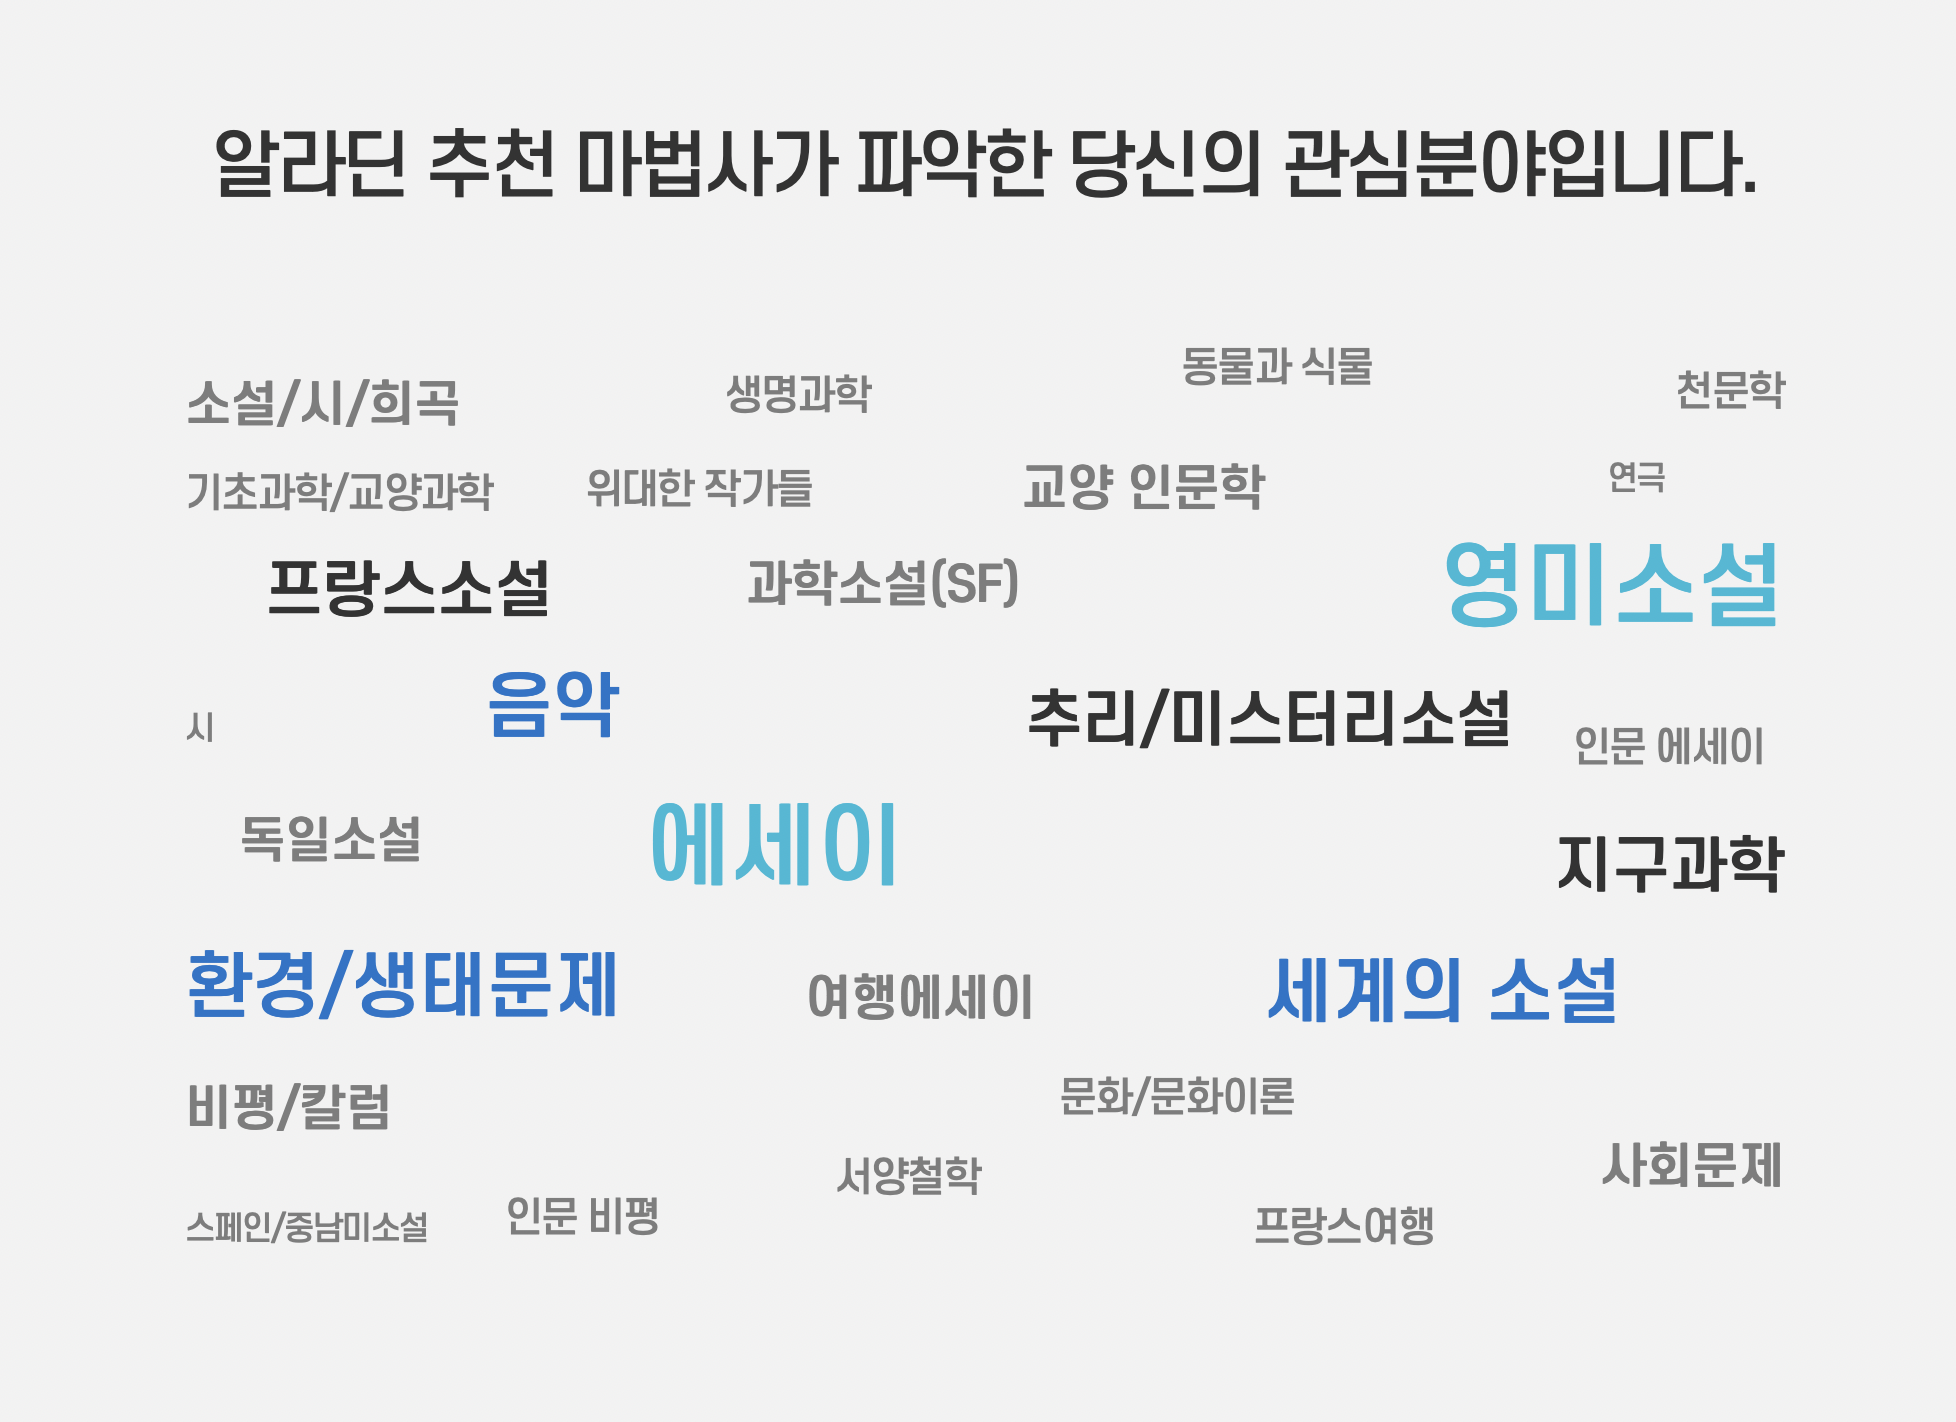 알라딘 추천 마법사가 파악한 당신의 관심분야입니다.
소설/시/희곡 생명과학 동물과 식물 천문학
기초과학/교양과학 위대한 작가들 교양 인문학 연극
프랑스소설 과학소설(SF) 영미소설
시 음악 추리/미스터리소설 인문 에세이
독일소설 에세이 지구과학
환경/생태문제 여행에세이 세계의 소설
비평/칼럼 문화/문화이론
서양철학 사회문제
스페인/중남미소설 인문 비평 프랑스여행